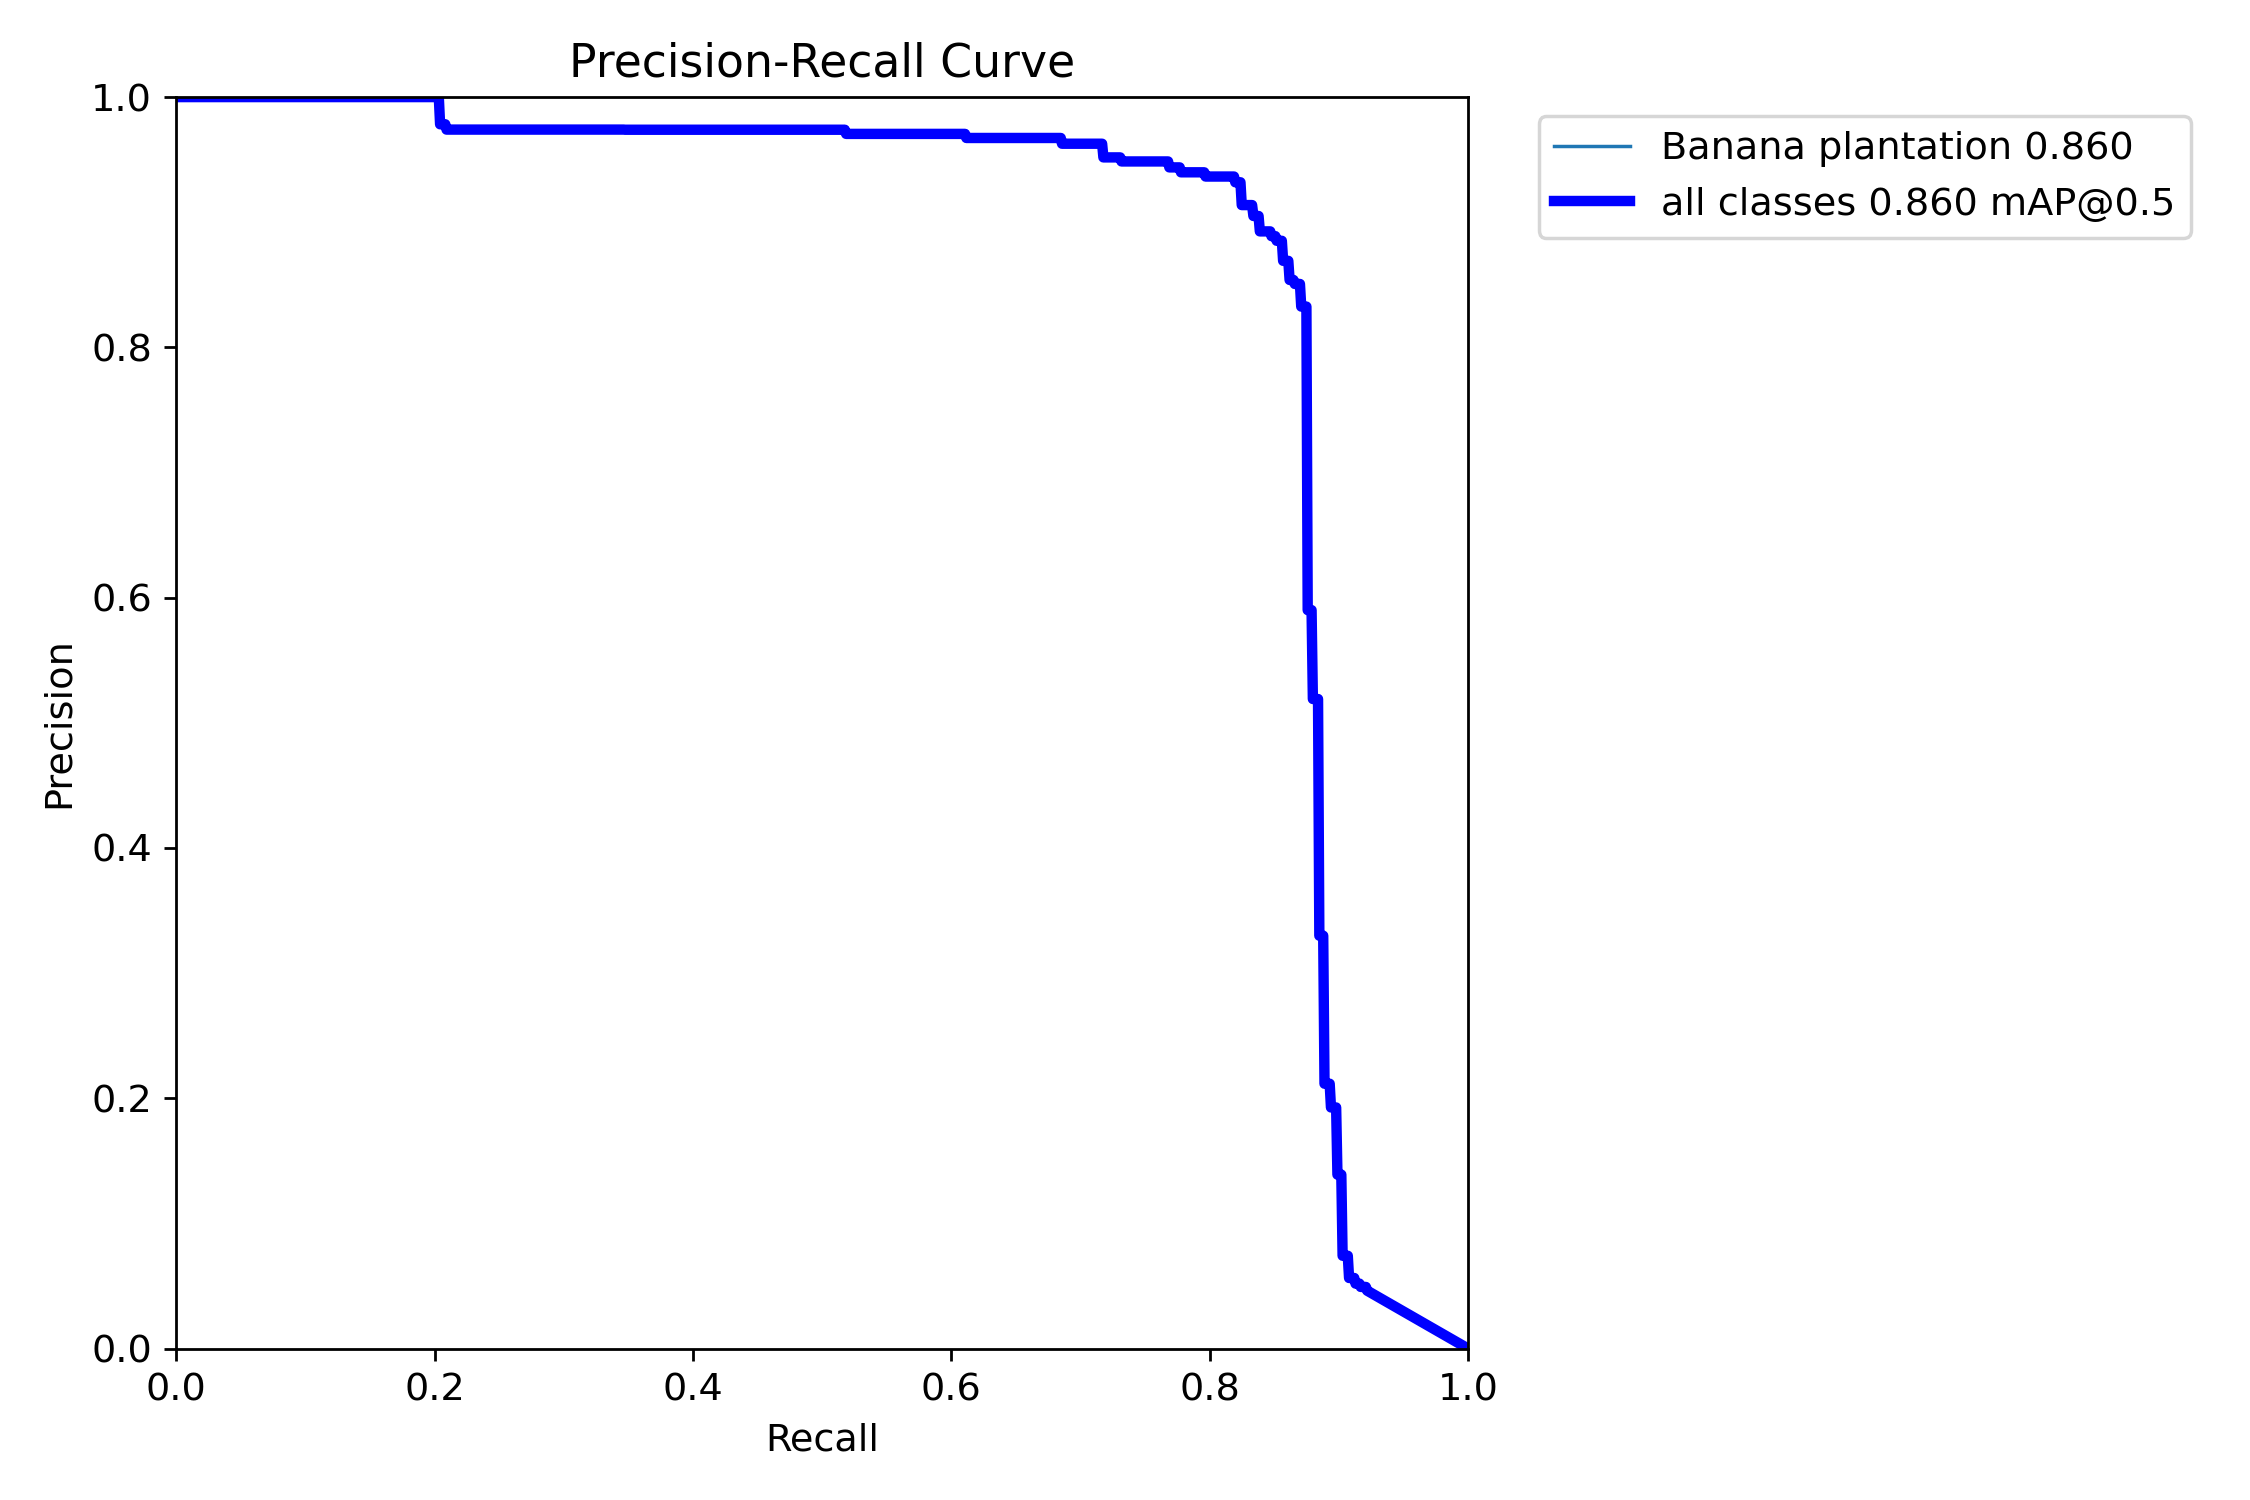 Precision-Recall Curve
1.0
0.8
0.6
0.4
0.2
0.0
Precision
0.0 0.2 0.4 0.6 0.8 1.0
Recall
Banana plantation 0.860
all classes 0.860 mAP@0.5